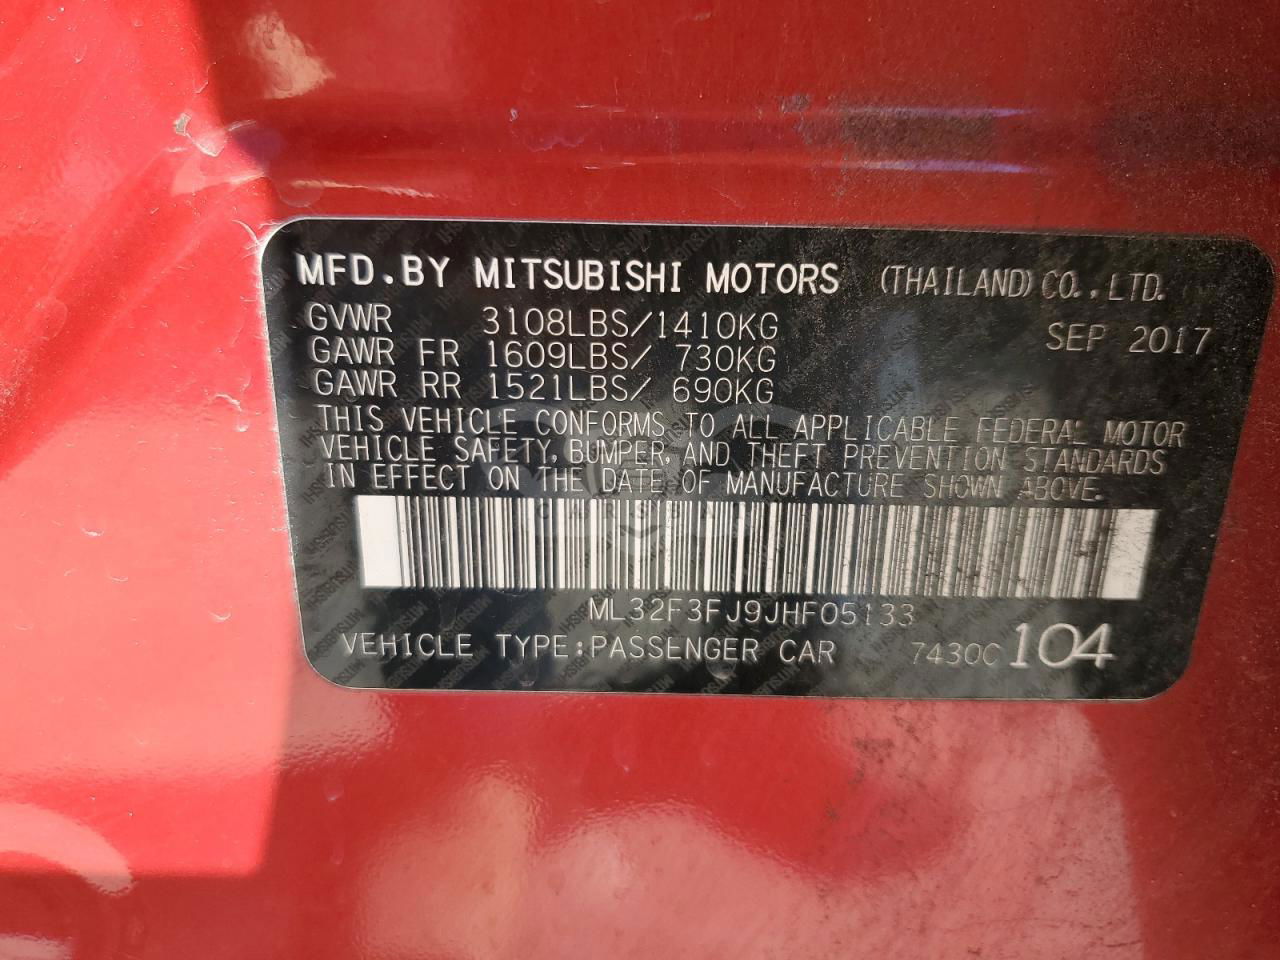 MFD.BY MITSUBISHI MOTORS (THAILAND) CO.,LTD.
GVWR 3108LBS/1410KG SEP 2017
GAWR FR 1609LBS/ 730KG
GAWR RR 1521LBS/ 690KG
THIS VEHICLE CONFORMS TO ALL APPLICABLE FEDERAL MOTOR
VEHICLE SAFETY, BUMPER, AND THEFT PREVENTION STANDARDS
IN EFFECT ON THE DATE OF MANUFACTURE SHOWN ABOVE.
ML32F3FJ9JHF05133
VEHICLE TYPE:PASSENGER CAR 7430C 104